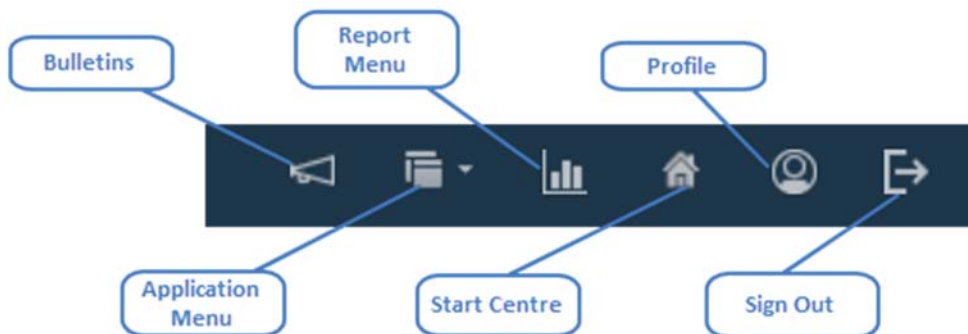 Bulletins
Report
Menu
Profile
Application
Menu
Start Centre
Sign Out